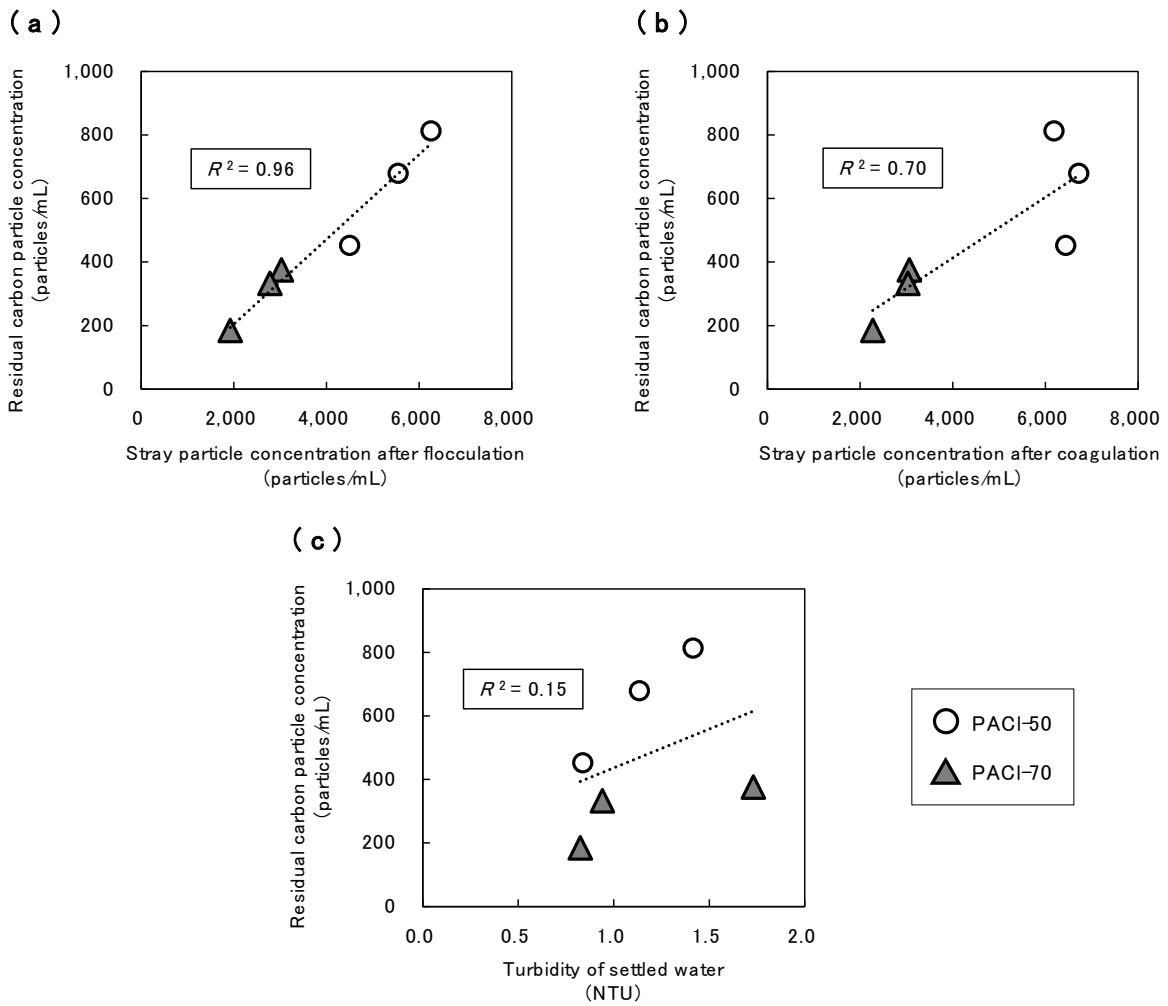 (a)
Residual carbon particle concentration
(particles/mL)
1,000
800
600
400
200
0
R² = 0.96
0 2,000 4,000 6,000 8,000
Stray particle concentration after flocculation
(particles/mL)
(b)
Residual carbon particle concentration
(particles/mL)
1,000
800
600
400
200
0
R² = 0.70
0 2,000 4,000 6,000 8,000
Stray particle concentration after coagulation
(particles/mL)
(c)
Residual carbon particle concentration
(particles/mL)
1,000
800
600
400
200
0
R² = 0.15
0.0 0.5 1.0 1.5 2.0
Turbidity of settled water
(NTU)
PACl-50
PACl-70